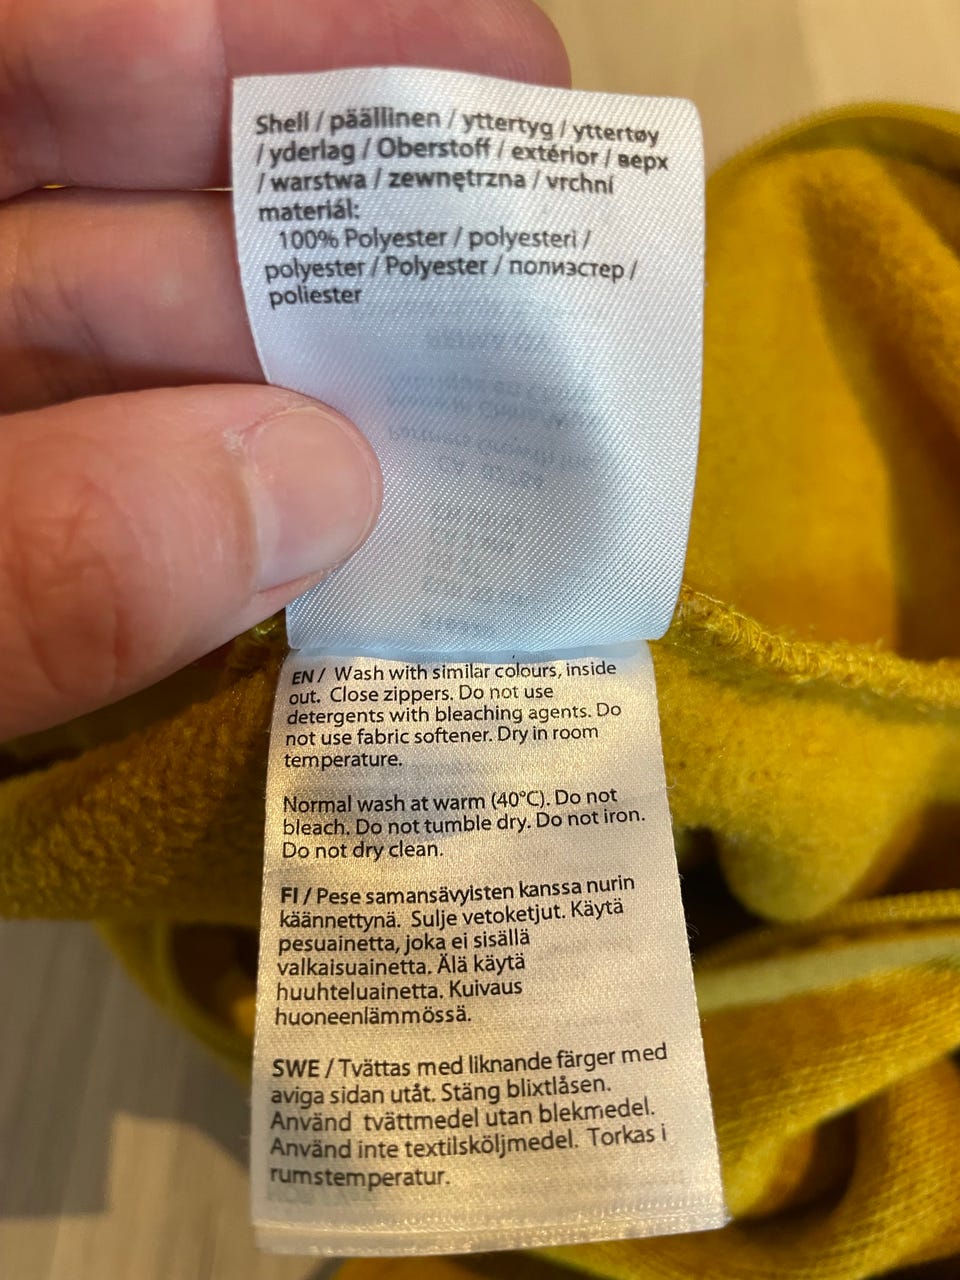 Shell / päällinen / yttertyg / yttertøy
/ yderlag / Oberstoff / extérior / верх
/ warstwa / zewnętrzna / vrchní
materiál:
100% Polyester / polyesteri /
polyester / Polyester / полиэстер /
poliester
EN / Wash with similar colours, inside
out. Close zippers. Do not use
detergents with bleaching agents. Do
not use fabric softener. Dry in room
temperature.
Normal wash at warm (40°C). Do not
bleach. Do not tumble dry. Do not iron.
Do not dry clean.
FI / Pese samansävyisten kanssa nurin
käännettynä. Sulje vetoketjut. Käytä
pesuainetta, joka ei sisällä
valkaisuainetta. Älä käytä
huuhteluainetta. Kuivaus
huoneenlämmössä.
SWE / Tvättas med liknande färger med
aviga sidan utåt. Stäng blixtlåsen.
Använd tvättmedel utan blekmedel.
Använd inte textilsköljmedel. Torkas i
rumstemperatur.